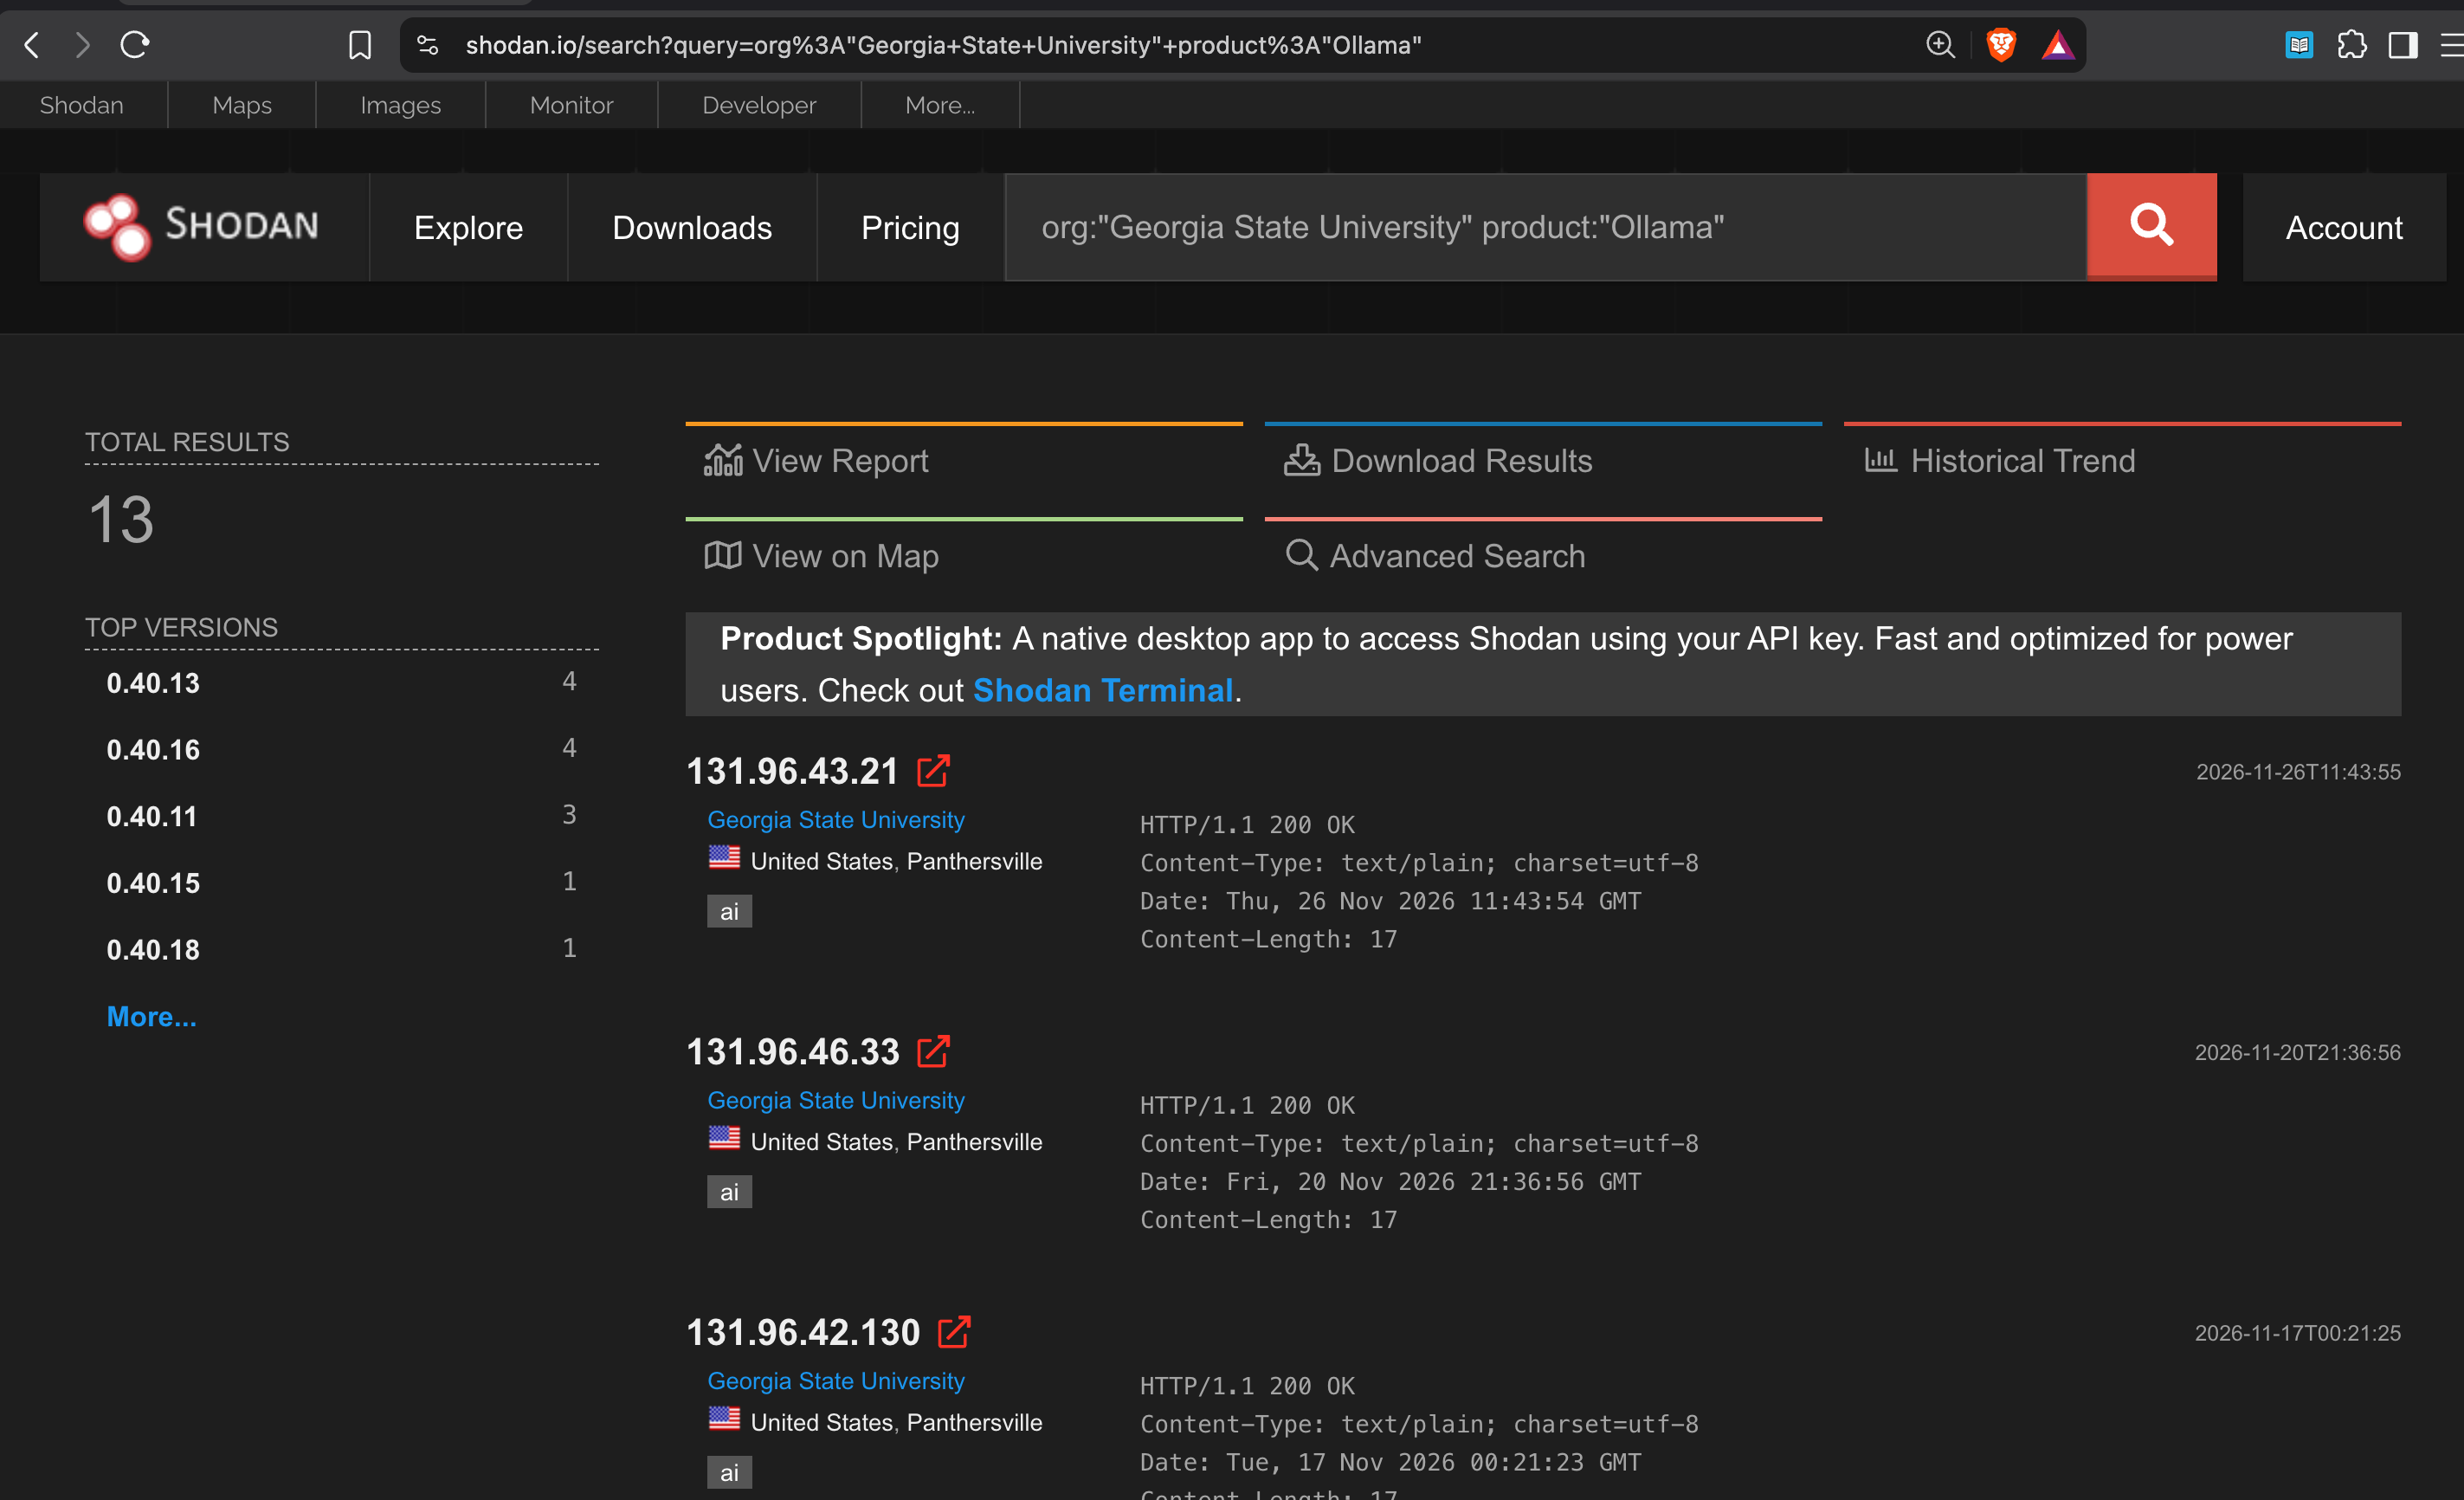 shodan.io/search?query=org%3A"Georgia+State+University"+product%3A"Ollama"
Shodan
Maps
Images
Monitor
Developer
More...
SHODAN
Explore
Downloads
Pricing
org:"Georgia State University" product:"Ollama"
Account
TOTAL RESULTS
13
TOP VERSIONS
0.40.13 4
0.40.16 4
0.40.11 3
0.40.15 1
0.40.18 1
More...
View Report
Download Results
Historical Trend
View on Map
Advanced Search
Product Spotlight: A native desktop app to access Shodan using your API key. Fast and optimized for power
users. Check out Shodan Terminal.
131.96.43.21
2026-11-26T11:43:55
Georgia State University
United States, Panthersville
ai
HTTP/1.1 200 OK
Content-Type: text/plain; charset=utf-8
Date: Thu, 26 Nov 2026 11:43:54 GMT
Content-Length: 17
131.96.46.33
2026-11-20T21:36:56
Georgia State University
United States, Panthersville
ai
HTTP/1.1 200 OK
Content-Type: text/plain; charset=utf-8
Date: Fri, 20 Nov 2026 21:36:56 GMT
Content-Length: 17
131.96.42.130
2026-11-17T00:21:25
Georgia State University
United States, Panthersville
ai
HTTP/1.1 200 OK
Content-Type: text/plain; charset=utf-8
Date: Tue, 17 Nov 2026 00:21:23 GMT
Content-Length: 17